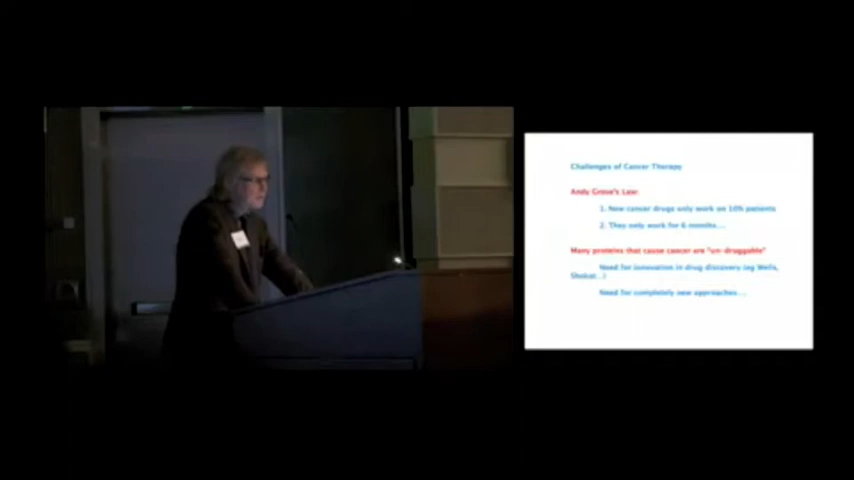 Challenges of Cancer Therapy
Andy Grove's Law:
1. New cancer drugs only work on 10% patients
2. They only work for 6 months...
Many proteins that cause cancer are "un-druggable"
Need for innovation in drug discovery (eg Wells,
Shokat...)
Need for completely new approaches...